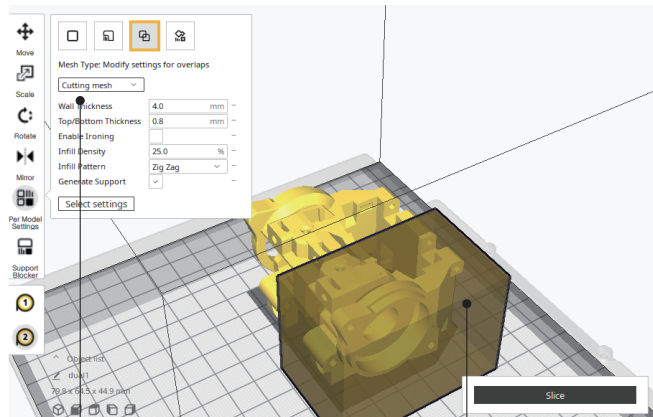 Move
Scale
Rotate
Mirror
Per Model
Settings
Support
Blocker
1
2
Mesh Type: Modify settings for overlaps
Cutting mesh
Wall Thickness 4.0 mm
Top/Bottom Thickness 0.8 mm
Enable Ironing
Infill Density 25.0 %
Infill Pattern Zig Zag
Generate Support
Select settings
Object list
dual1
79.8 x 64.5 x 44.9 mm
Slice